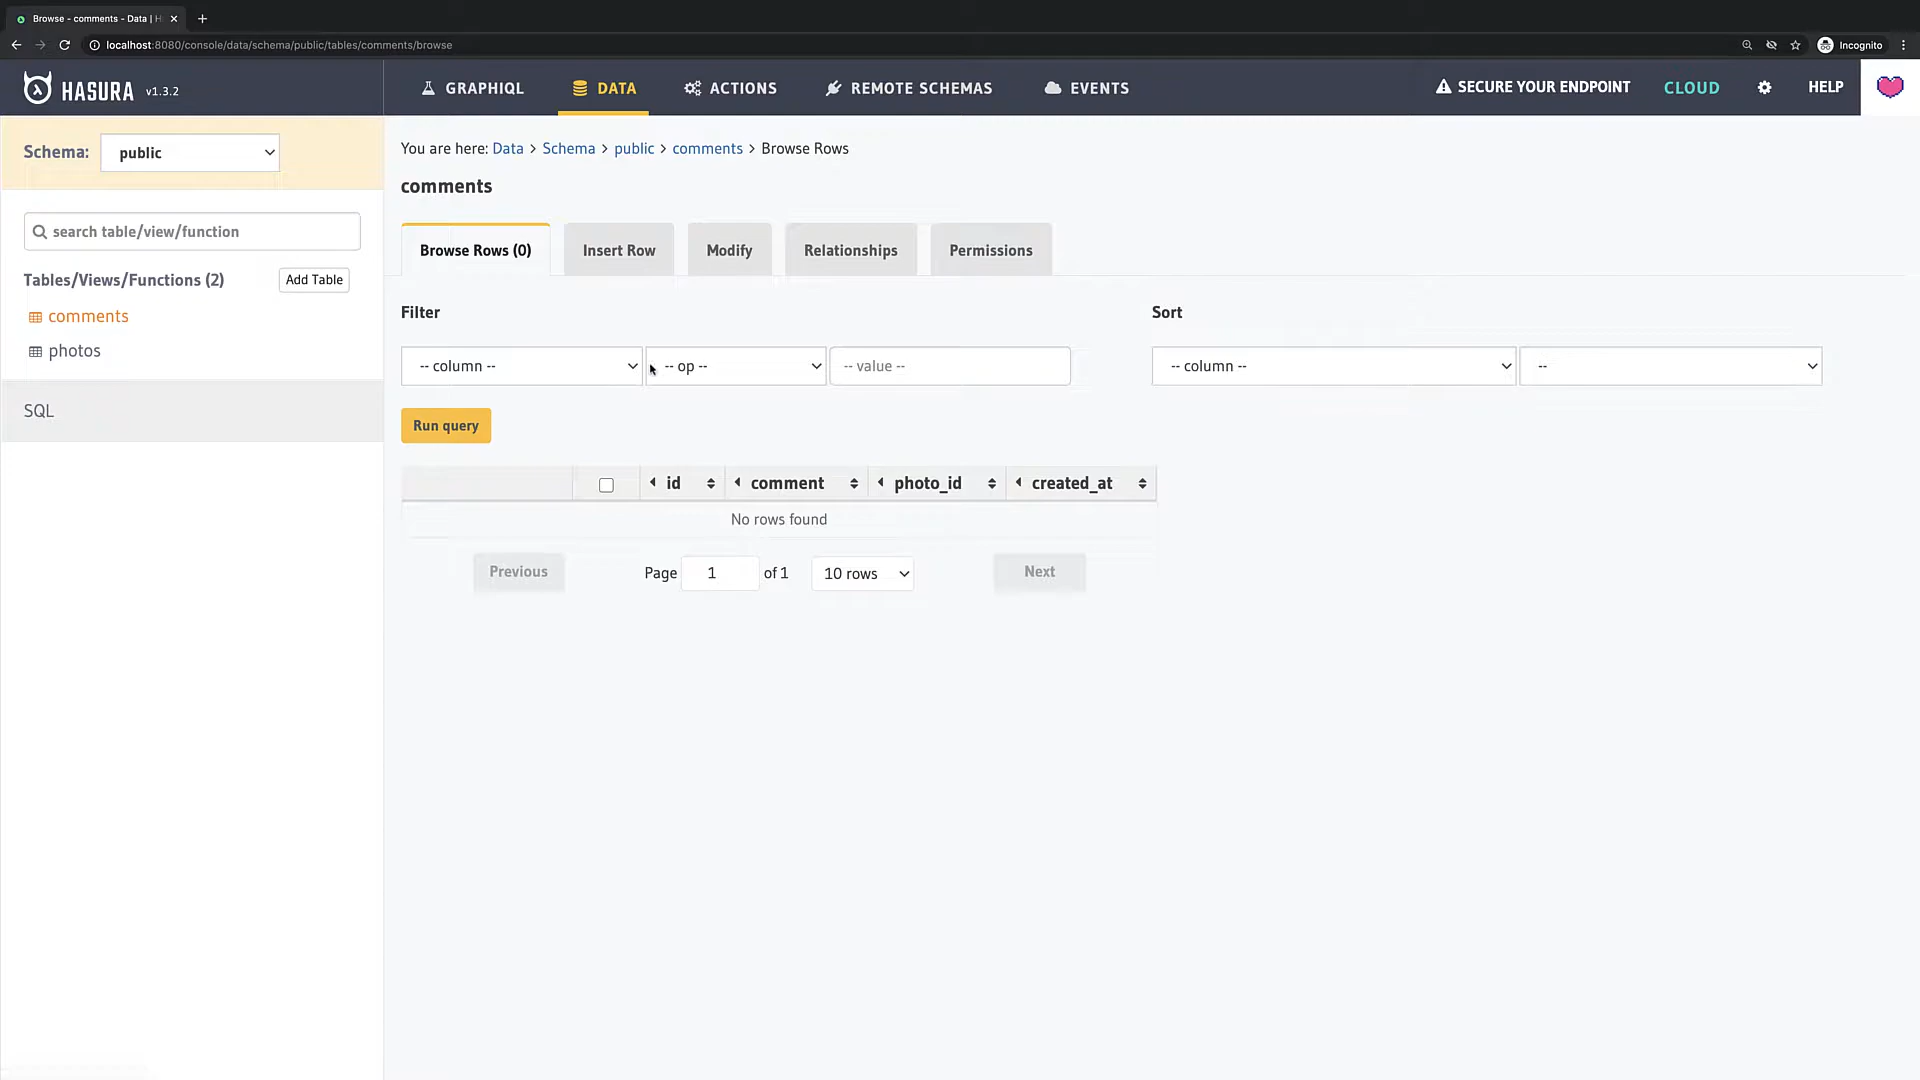 Browse - comments - Data | H
localhost:8080/console/data/schema/public/tables/comments/browse
Incognito
HASURA v1.3.2
GRAPHIQL
DATA
ACTIONS
REMOTE SCHEMAS
EVENTS
SECURE YOUR ENDPOINT
CLOUD
HELP
Schema:
public
search table/view/function
Tables/Views/Functions (2)
Add Table
comments
photos
SQL
You are here: Data > Schema > public > comments > Browse Rows
comments
Browse Rows (0)
Insert Row
Modify
Relationships
Permissions
Filter
Sort
-- column --
-- op --
-- value --
-- column --
--
Run query
id
comment
photo_id
created_at
No rows found
Previous
Page 1 of 1
10 rows
Next